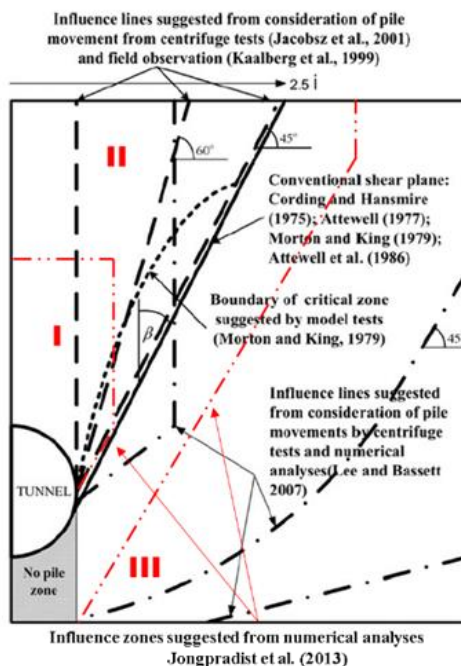 Influence lines suggested from consideration of pile
movement from centrifuge tests (Jacobsz et al., 2001)
and field observation (Kaalberg et al., 1999)
2.5 i
II
60°
45°
Conventional shear plane:
Cording and Hansmire
(1975); Attewell (1977);
Morton and King (1979);
Attewell et al. (1986)
I
Boundary of critical zone
suggested by model tests
(Morton and King, 1979)
β
45°
Influence lines suggested
from consideration of pile
movements by centrifuge
tests and numerical
analyses(Lee and Bassett
2007)
TUNNEL
III
No pile
zone
Influence zones suggested from numerical analyses
Jongpradist et al. (2013)